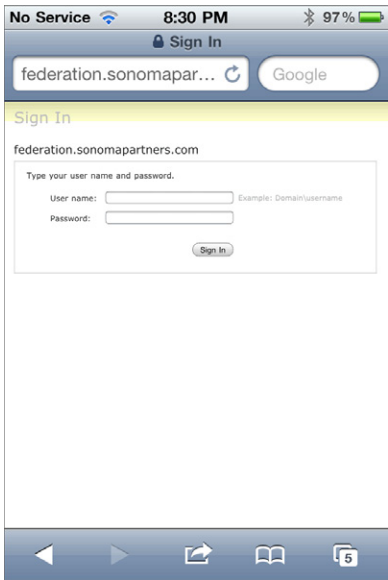 No Service 8:30 PM 97%
Sign In
federation.sonomapar... Google
Sign In
federation.sonomapartners.com
Type your user name and password.
User name: Example: Domain\username
Password:
Sign In
5